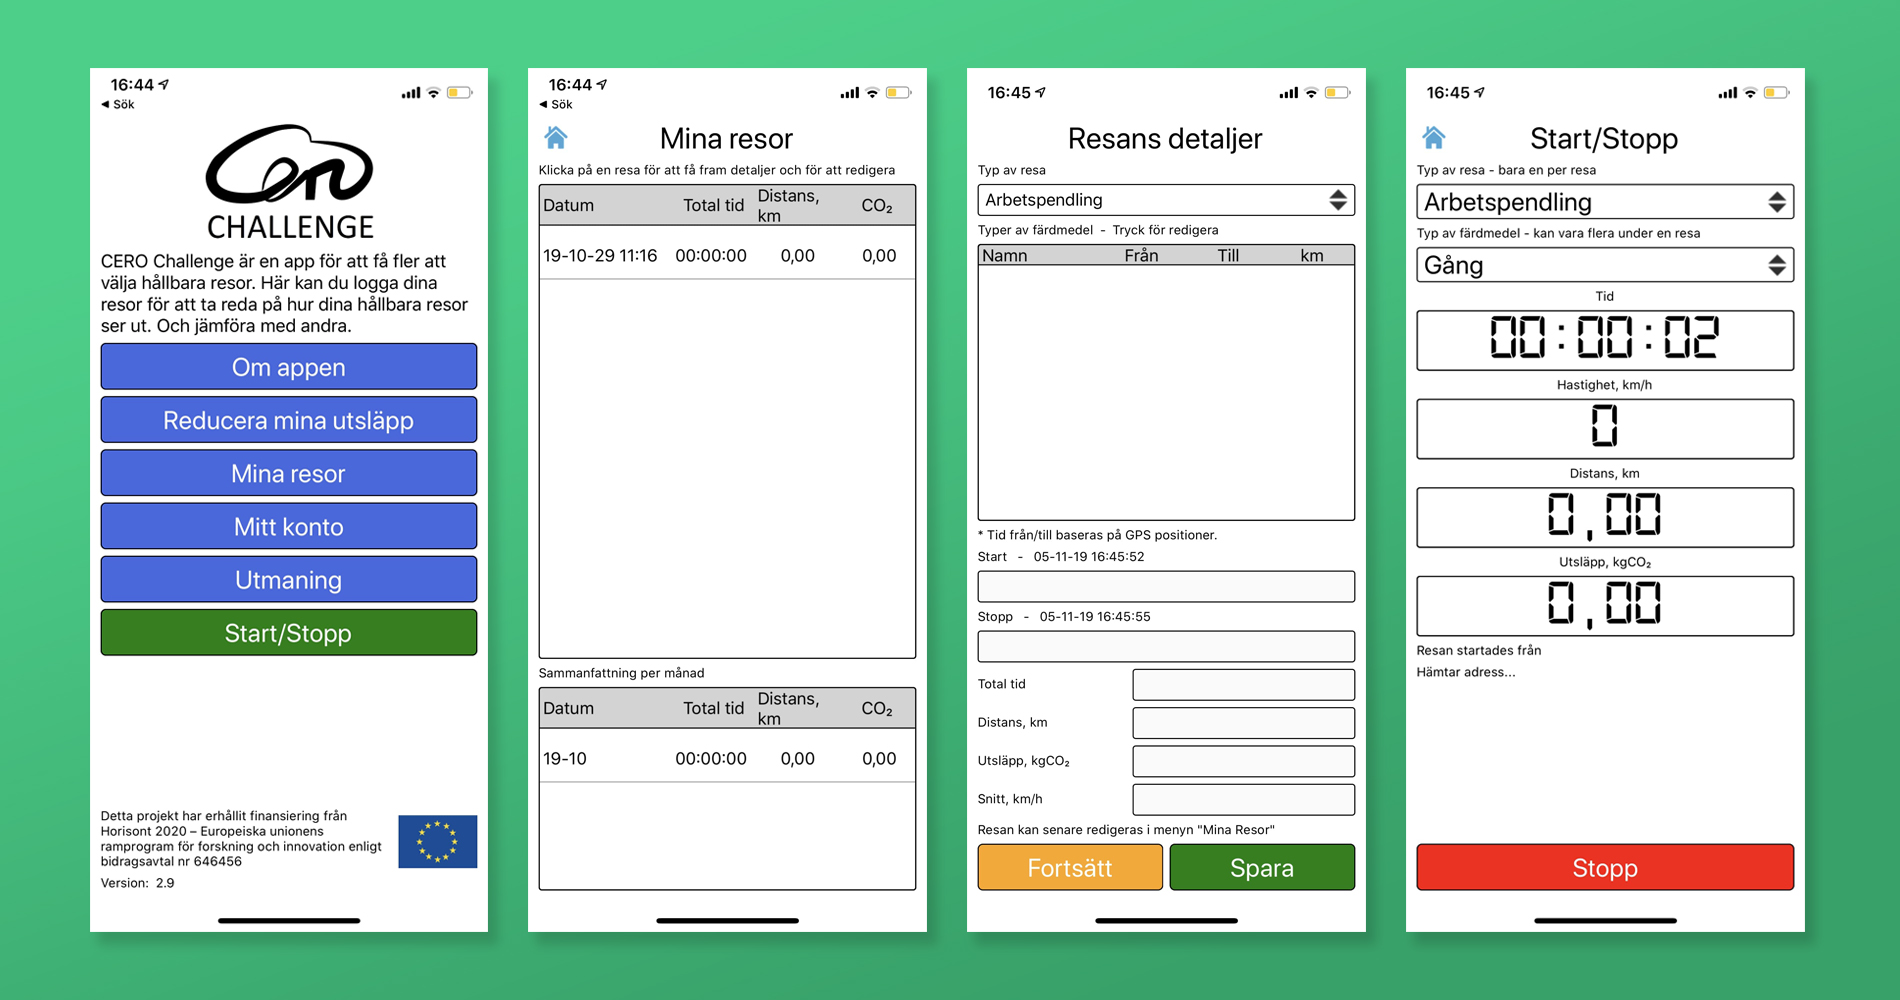 16:44
◀ Sök
Cero
CHALLENGE
CERO Challenge är en app för att få fler att
välja hållbara resor. Här kan du logga dina
resor för att ta reda på hur dina hållbara resor
ser ut. Och jämföra med andra.
Om appen
Reducera mina utsläpp
Mina resor
Mitt konto
Utmaning
Start/Stopp
Detta projekt har erhållit finansiering från
Horisont 2020 – Europeiska unionens
ramprogram för forskning och innovation enligt
bidragsavtal nr 646456
Version: 2.9
16:44
◀ Sök
Mina resor
Klicka på en resa för att få fram detaljer och för att redigera
Datum Total tid Distans, km CO₂
19-10-29 11:16 00:00:00 0,00 0,00
Sammanfattning per månad
Datum Total tid Distans, km CO₂
19-10 00:00:00 0,00 0,00
16:45
Resans detaljer
Typ av resa
Arbetspendling
Typer av färdmedel - Tryck för redigera
Namn Från Till km
* Tid från/till baseras på GPS positioner.
Start - 05-11-19 16:45:52
Stopp - 05-11-19 16:45:55
Total tid
Distans, km
Utsläpp, kgCO₂
Snitt, km/h
Resan kan senare redigeras i menyn "Mina Resor"
Fortsätt Spara
16:45
Start/Stopp
Typ av resa - bara en per resa
Arbetspendling
Typ av färdmedel - kan vara flera under en resa
Gång
Tid
00:00:02
Hastighet, km/h
0
Distans, km
0,00
Utsläpp, kgCO₂
0,00
Resan startades från
Hämtar adress...
Stopp